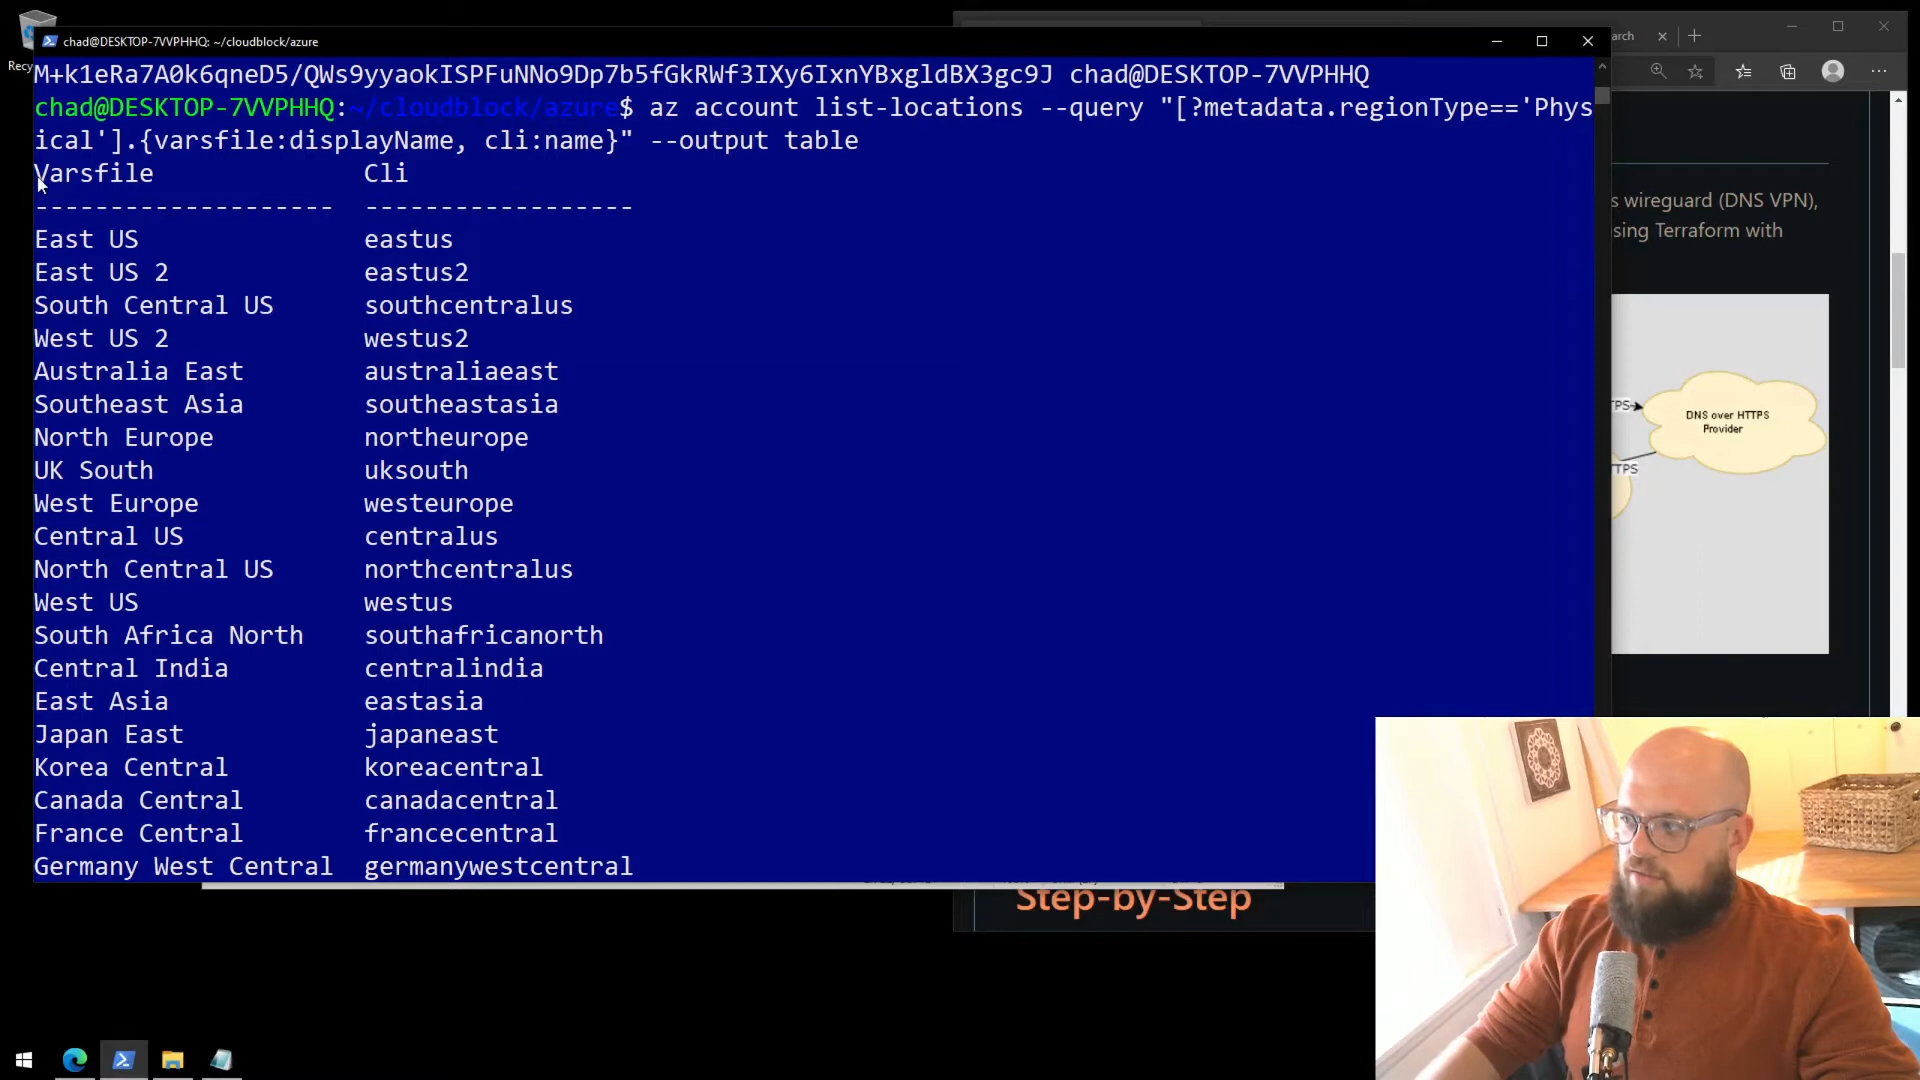 Recy
chad@DESKTOP-7VVPHHQ: ~/cloudblock/azure
M+k1eRa7A0k6qneD5/QWs9yyaokISPFuNNo9Dp7b5fGkRWf3IXy6IxnYBxgldBX3gc9J chad@DESKTOP-7VVPHHQ
chad@DESKTOP-7VVPHHQ:~/cloudblock/azure$ az account list-locations --query "[?metadata.regionType=='Phys
ical'].{varsfile:displayName, cli:name}" --output table
Varsfile Cli
-------------------- ------------------
East US eastus
East US 2 eastus2
South Central US southcentralus
West US 2 westus2
Australia East australiaeast
Southeast Asia southeastasia
North Europe northeurope
UK South uksouth
West Europe westeurope
Central US centralus
North Central US northcentralus
West US westus
South Africa North southafricanorth
Central India centralindia
East Asia eastasia
Japan East japaneast
Korea Central koreacentral
Canada Central canadacentral
France Central francecentral
Germany West Central germanywestcentral
arch
s wireguard (DNS VPN),
sing Terraform with
TPS
DNS over HTTPS
Provider
TTPS
Step-by-Step